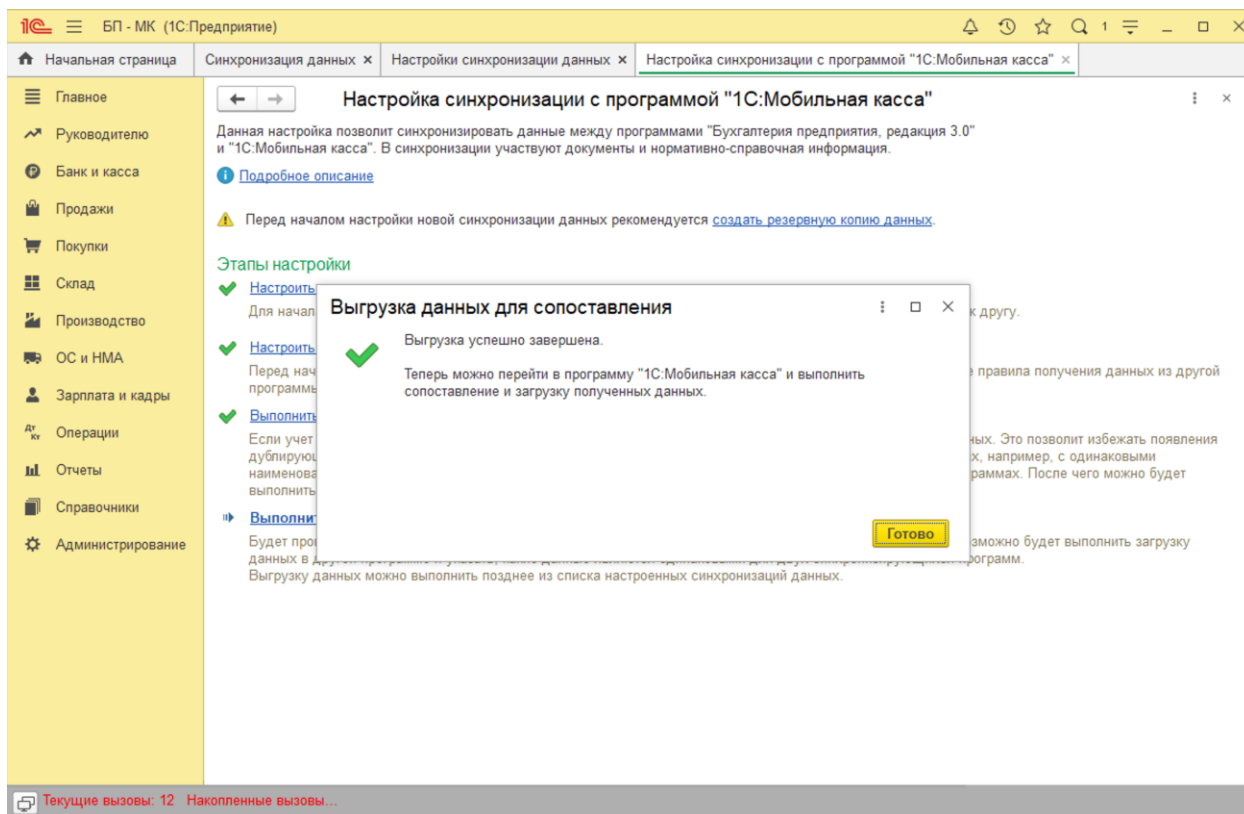 1С БП - МК (1С:Предприятие) 1
Начальная страница Синхронизация данных × Настройки синхронизации данных × Настройка синхронизации с программой "1С:Мобильная касса" ×
Главное
Руководителю
Банк и касса
Продажи
Покупки
Склад
Производство
ОС и НМА
Зарплата и кадры
Операции
Отчеты
Справочники
Администрирование
Настройка синхронизации с программой "1С:Мобильная касса"
Данная настройка позволит синхронизировать данные между программами "Бухгалтерия предприятия, редакция 3.0"
и "1С:Мобильная касса". В синхронизации участвуют документы и нормативно-справочная информация.
Подробное описание
Перед началом настройки новой синхронизации данных рекомендуется создать резервную копию данных.
Этапы настройки
Настроить
Для начал к другу.
Настроить
Перед нач правила получения данных из другой
программы
Выполнить
Если учет ных. Это позволит избежать появления
дублирующ х, например, с одинаковыми
наименова раммах. После чего можно будет
выполнить
Выполнит
Будет про зможно будет выполнить загрузку
данных в программ.
Выгрузку данных можно выполнить позднее из списка настроенных синхронизаций данных.
Выгрузка данных для сопоставления
Выгрузка успешно завершена.
Теперь можно перейти в программу "1С:Мобильная касса" и выполнить
сопоставление и загрузку полученных данных.
Готово
Текущие вызовы: 12 Накопленные вызовы...